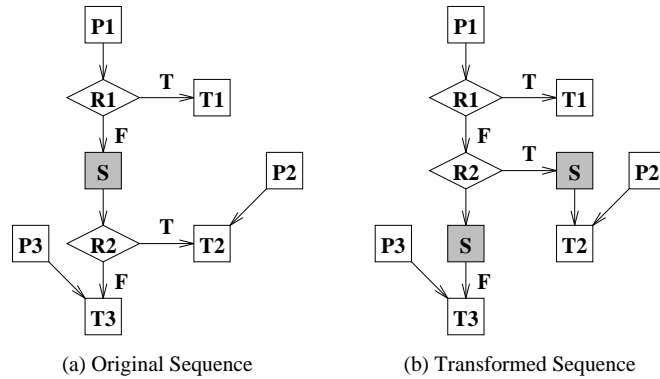 P1
R1
T
T1
F
S
P2
P3
R2
T
T2
F
T3
(a) Original Sequence
P1
R1
T
T1
F
R2
T
S
P2
P3
S
T2
F
T3
(b) Transformed Sequence